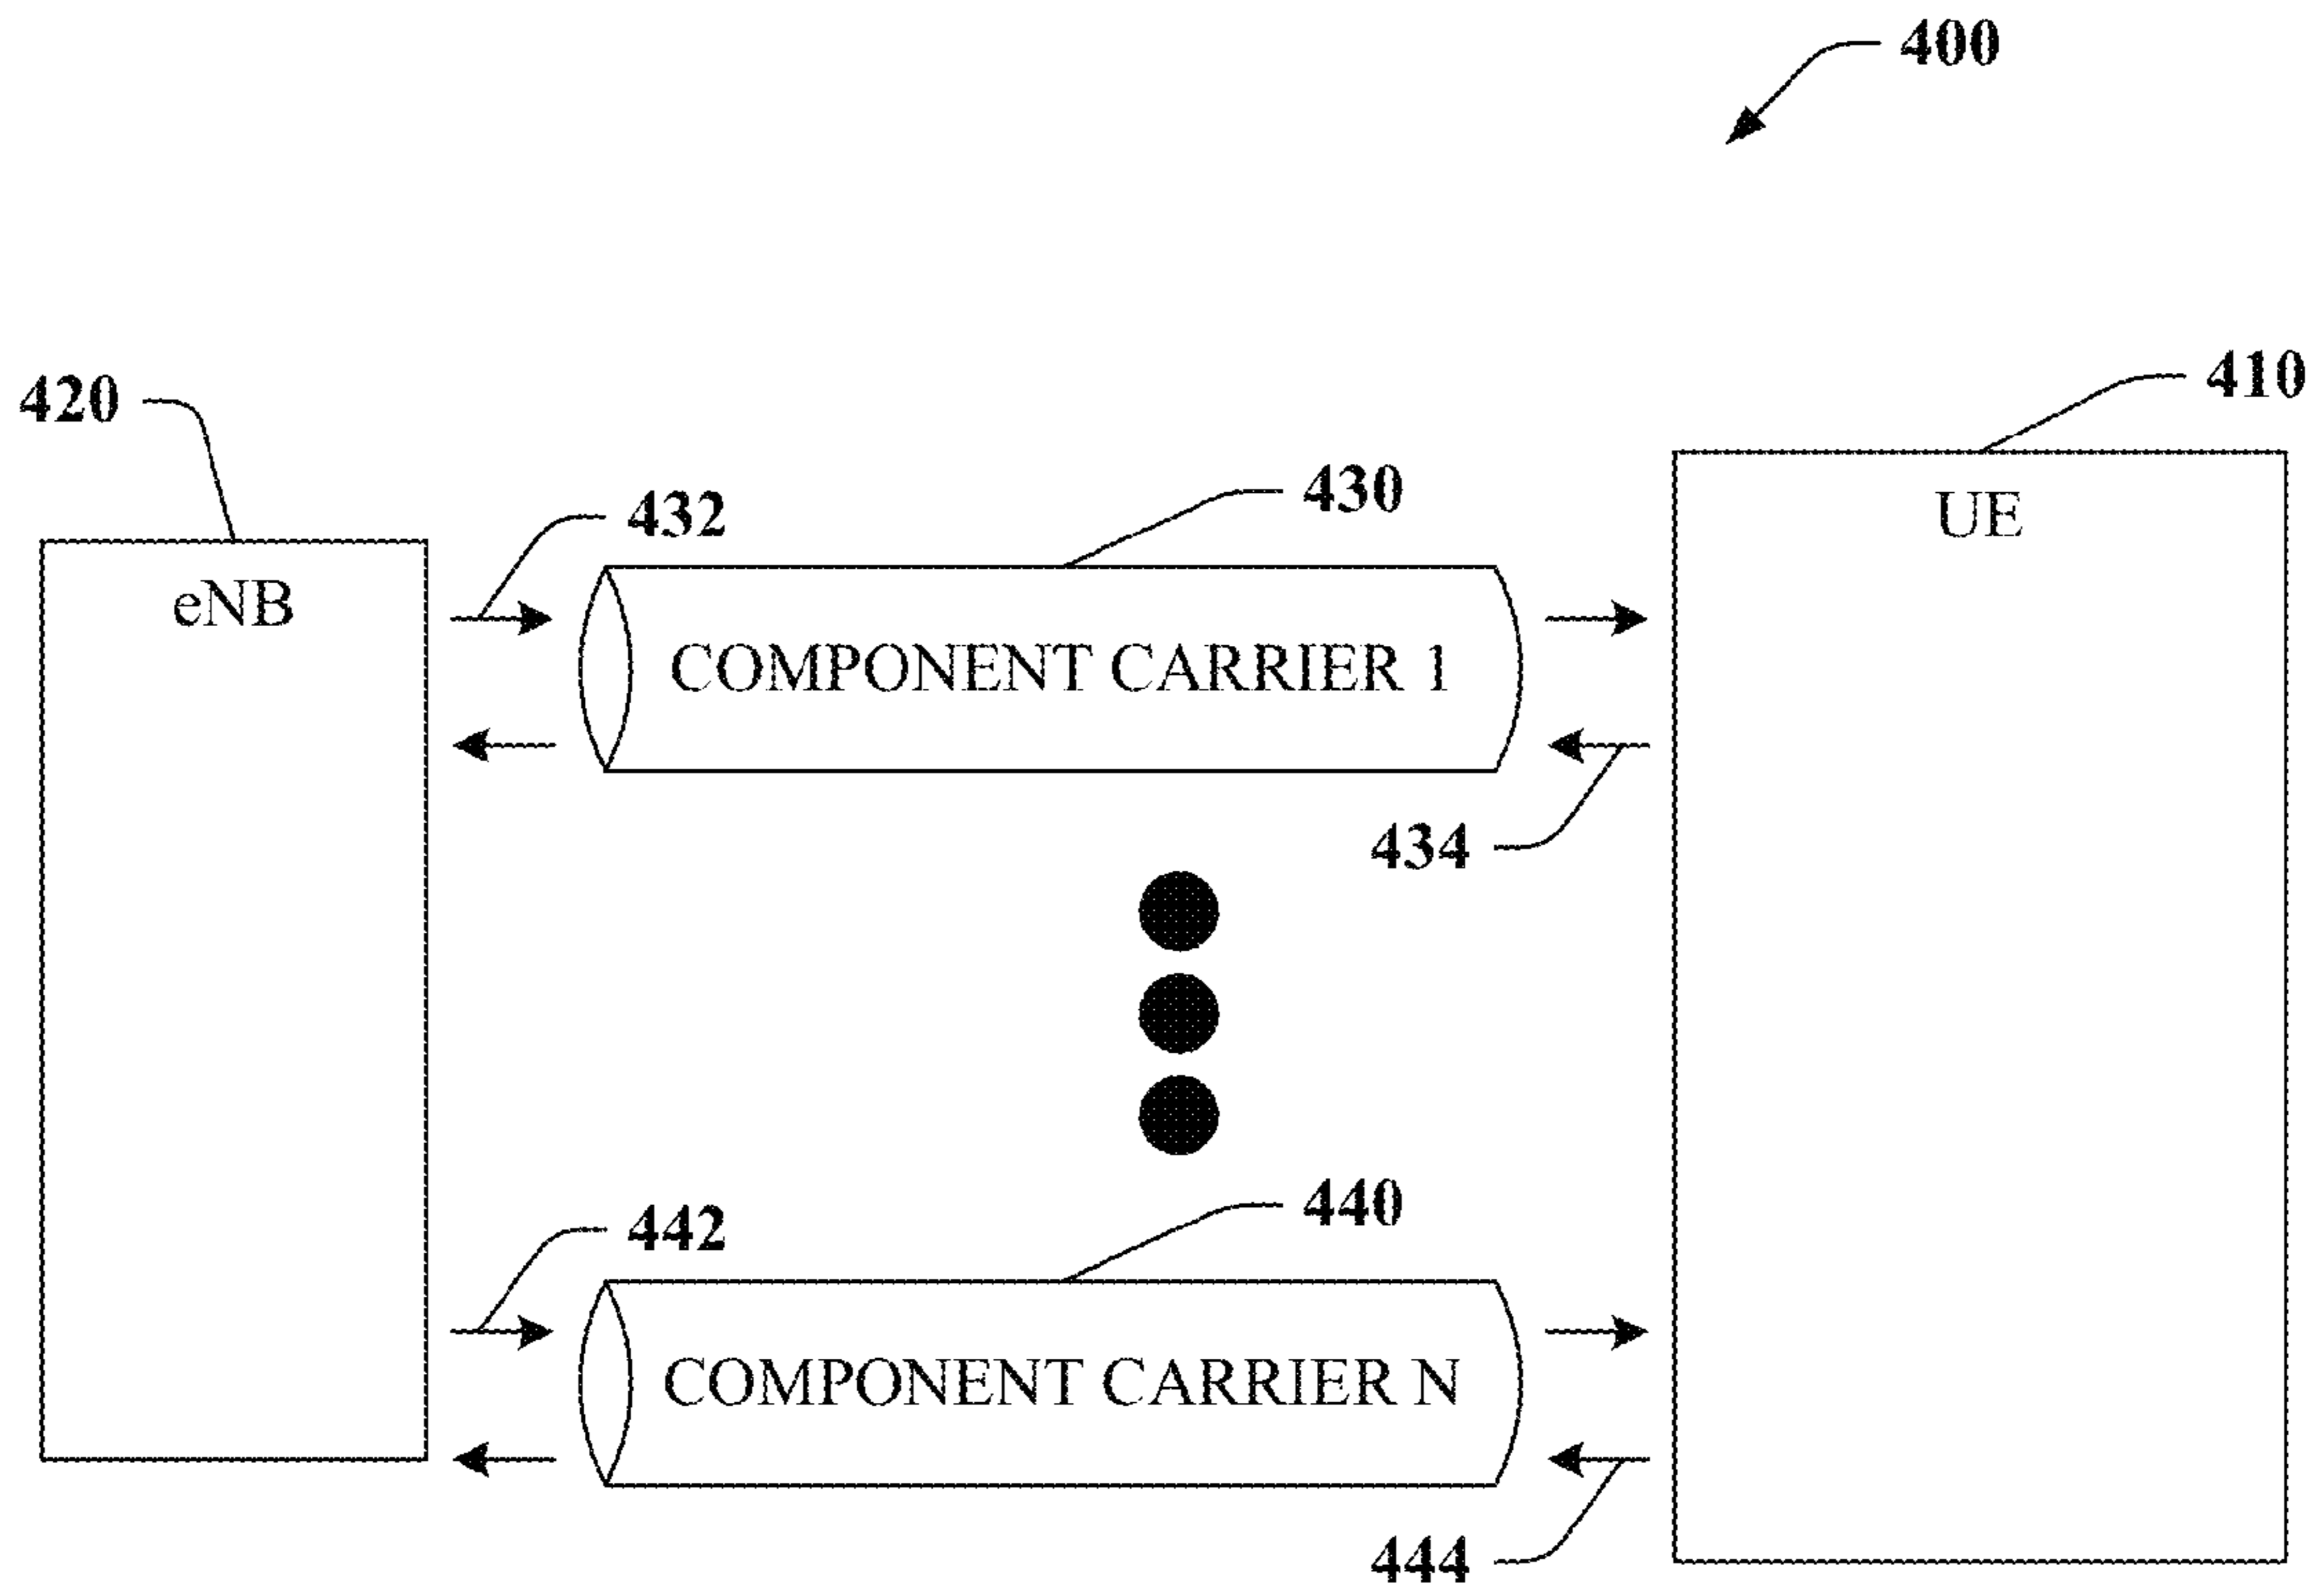 400
420
410
432
430
UE
eNB
COMPONENT CARRIER 1
434
442
440
COMPONENT CARRIER N
444